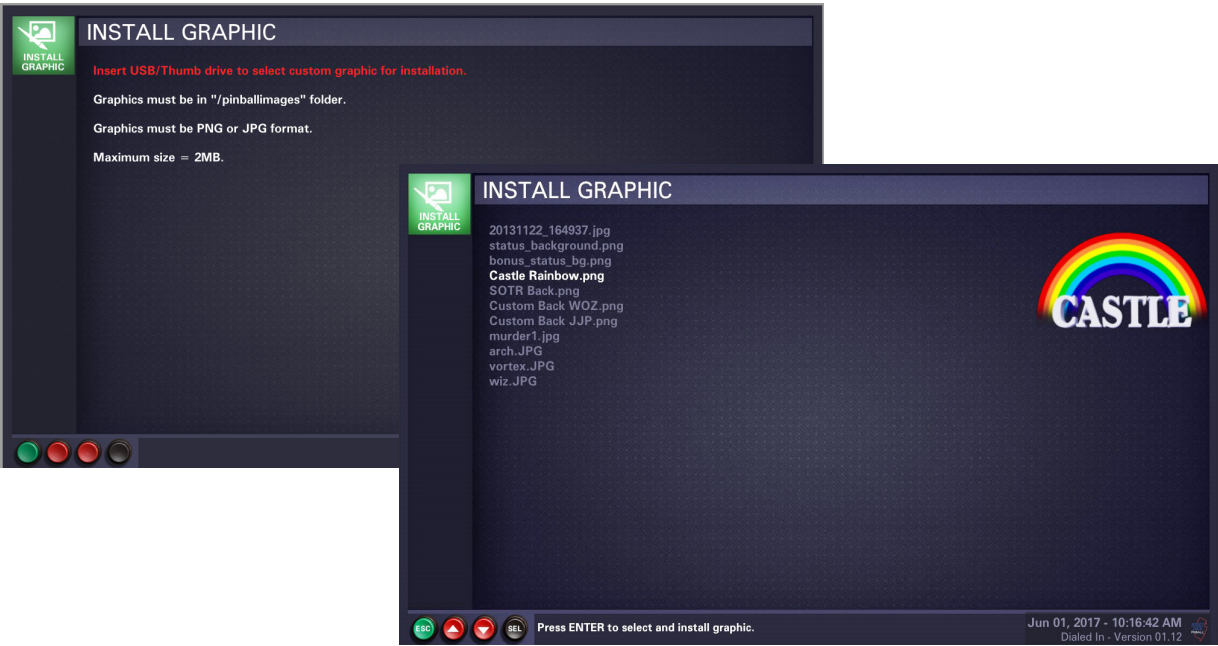 INSTALL GRAPHIC
INSTALL
GRAPHIC
Insert USB/Thumb drive to select custom graphic for installation.
Graphics must be in "/pinballimages" folder.
Graphics must be PNG or JPG format.
Maximum size = 2MB.
INSTALL GRAPHIC
INSTALL
GRAPHIC
20131122_164937.jpg
status_background.png
bonus_status_bg.png
Castle Rainbow.png
SOTR Back.png
Custom Back WOZ.png
Custom Back JJP.png
murder1.jpg
arch.JPG
vortex.JPG
wiz.JPG
CASTLE
ESC
SEL
Press ENTER to select and install graphic.
Jun 01, 2017 - 10:16:42 AM
Dialed In - Version 01.12